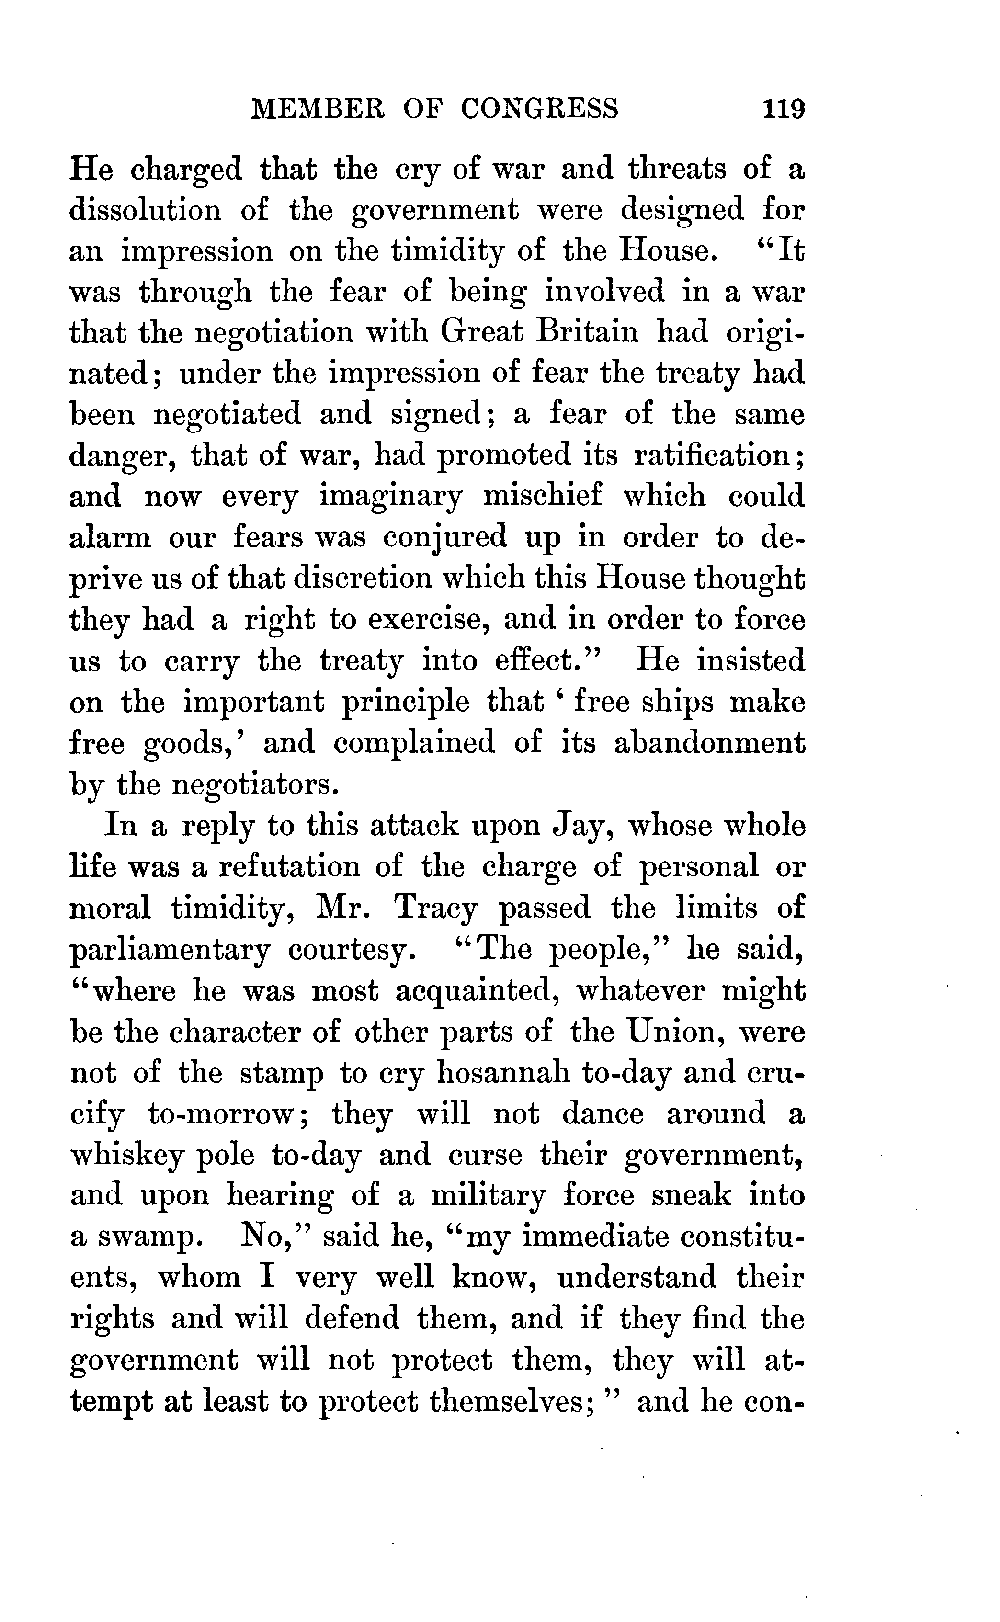 MEMBER OF CONGRESS 119
He charged that the cry of war and threats of a
dissolution of the government were designed for
an impression on the timidity of the House. “It
was through the fear of being involved in a war
that the negotiation with Great Britain had origi-
nated; under the impression of fear the treaty had
been negotiated and signed; a fear of the same
danger, that of war, had promoted its ratification;
and now every imaginary mischief which could
alarm our fears was conjured up in order to de-
prive us of that discretion which this House thought
they had a right to exercise, and in order to force
us to carry the treaty into effect.” He insisted
on the important principle that ‘ free ships make
free goods,’ and complained of its abandonment
by the negotiators.
In a reply to this attack upon Jay, whose whole
life was a refutation of the charge of personal or
moral timidity, Mr. Tracy passed the limits of
parliamentary courtesy. “The people,” he said,
“where he was most acquainted, whatever might
be the character of other parts of the Union, were
not of the stamp to cry hosannah to-day and cru-
cify to-morrow; they will not dance around a
whiskey pole to-day and curse their government,
and upon hearing of a military force sneak into
a swamp. No,” said he, “my immediate constitu-
ents, whom I very well know, understand their
rights and will defend them, and if they find the
government will not protect them, they will at-
tempt at least to protect themselves; ” and he con-